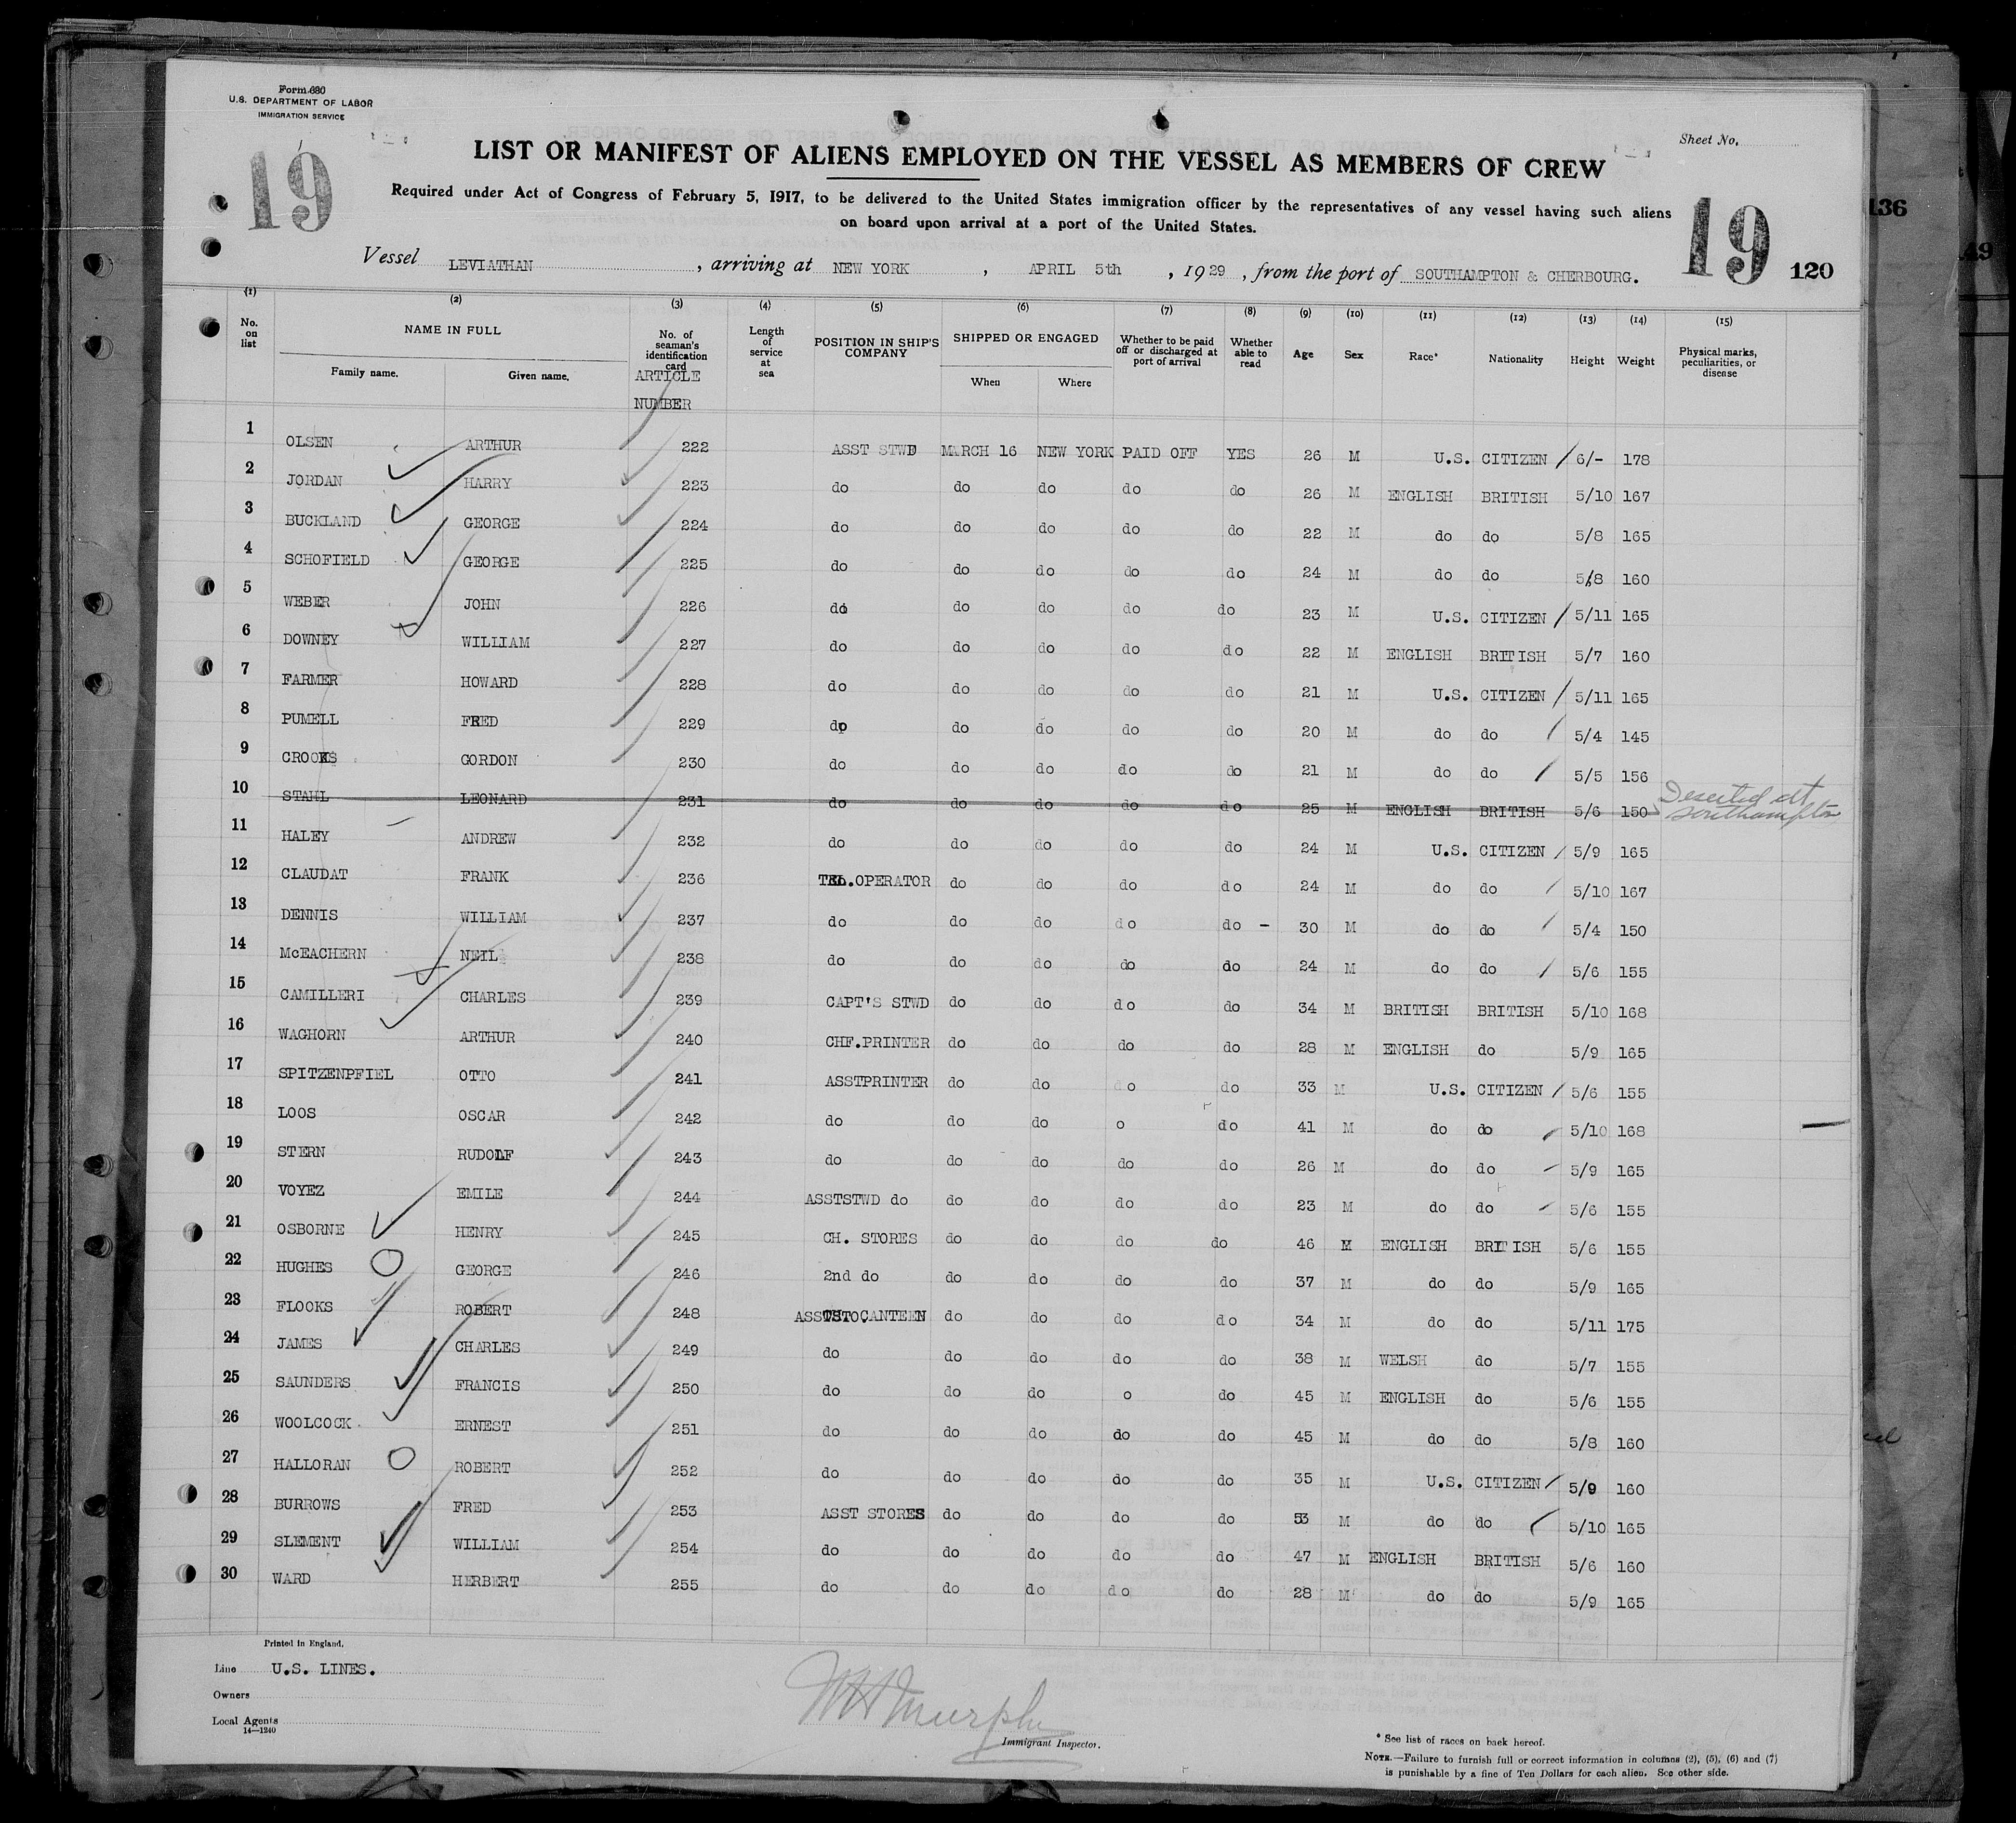 Form 680
U.S. DEPARTMENT OF LABOR
IMMIGRATION SERVICE
Sheet No.
19
LIST OR MANIFEST OF ALIENS EMPLOYED ON THE VESSEL AS MEMBERS OF CREW
Required under Act of Congress of February 5, 1917, to be delivered to the United States immigration officer by the representatives of any vessel having such aliens
on board upon arrival at a port of the United States.
19
136
49
120
Vessel LEVIATHAN , arriving at NEW YORK , APRIL 5th , 1929 , from the port of SOUTHAMPTON & CHERBOURG.
(1) (2) (3) (4) (5) (6) (7) (8) (9) (10) (11) (12) (13) (14) (15)
No. on list NAME IN FULL Family name. Given name. No. of seaman's identification card ARTICLE NUMBER Length of service at sea POSITION IN SHIP'S COMPANY SHIPPED OR ENGAGED When Where Whether to be paid off or discharged at port of arrival Whether able to read Age Sex Race* Nationality Height Weight Physical marks, peculiarities, or disease
1 OLSEN ARTHUR 222 ASST STWD MARCH 16 NEW YORK PAID OFF YES 26 M U.S. CITIZEN 6/- 178
2 JORDAN HARRY 223 do do do do do 26 M ENGLISH BRITISH 5/10 167
3 BUCKLAND GEORGE 224 do do do do do 22 M do do 5/8 165
4 SCHOFIELD GEORGE 225 do do do do do 24 M do do 5/8 160
5 WEBER JOHN 226 do do do do do 23 M U.S. CITIZEN 5/11 165
6 DOWNEY WILLIAM 227 do do do do do 22 M ENGLISH BRITISH 5/7 160
7 FARMER HOWARD 228 do do do do do 21 M U.S. CITIZEN 5/11 165
8 PUMELL FRED 229 do do do do do 20 M do do 5/4 145
9 CROOKS GORDON 230 do do do do do 21 M do do 5/5 156
10 STAHL LEONARD 231 do do do do do 25 M ENGLISH BRITISH 5/6 150 Deserted at Southampton
11 HALEY ANDREW 232 do do do do do 24 M U.S. CITIZEN 5/9 165
12 CLAUDAT FRANK 236 TEL.OPERATOR do do do do 24 M do do 5/10 167
13 DENNIS WILLIAM 237 do do do do do - 30 M do do 5/4 150
14 McEACHERN NEIL 238 do do do do do 24 M do do 5/6 155
15 CAMILLERI CHARLES 239 CAPT'S STWD do do do do 34 M BRITISH BRITISH 5/10 168
16 WAGHORN ARTHUR 240 CHF.PRINTER do do do do 28 M ENGLISH do 5/9 165
17 SPITZENPFIEL OTTO 241 ASSTPRINTER do do do do 33 M U.S. CITIZEN 5/6 155
18 LOOS OSCAR 242 do do do o do 41 M do do 5/10 168
19 STERN RUDOLF 243 do do do do do 26 M do do 5/9 165
20 VOYEZ EMILE 244 ASSTSTWD do do do do do 23 M do do 5/6 155
21 OSBORNE HENRY 245 CH. STORES do do do do 46 M ENGLISH BRITISH 5/6 155
22 HUGHES GEORGE 246 2nd do do do do do 37 M do do 5/9 165
23 FLOOKS ROBERT 248 CANTEEN do do do do 34 M do do 5/11 175
24 JAMES CHARLES 249 do do do do do 38 M WELSH do 5/7 155
25 SAUNDERS FRANCIS 250 do do do o do 45 M ENGLISH do 5/6 155
26 WOOLCOCK ERNEST 251 do do do do do 45 M do do 5/8 160
27 HALLORAN ROBERT 252 do do do do do 35 M U.S. CITIZEN 5/9 160
28 BURROWS FRED 253 ASST STORES do do do do 53 M do do 5/10 165
29 SLEMENT WILLIAM 254 do do do do do 47 M ENGLISH BRITISH 5/6 160
30 WARD HERBERT 255 do do do do do 28 M do do 5/9 165
Printed in England.
Line U.S. LINES.
Owners
Local Agents
14—1240
Murphy
Immigrant Inspector.
* See list of races on back hereof.
NOTE.—Failure to furnish full or correct information in columns (2), (5), (6) and (7)
is punishable by a fine of Ten Dollars for each alien. See other side.